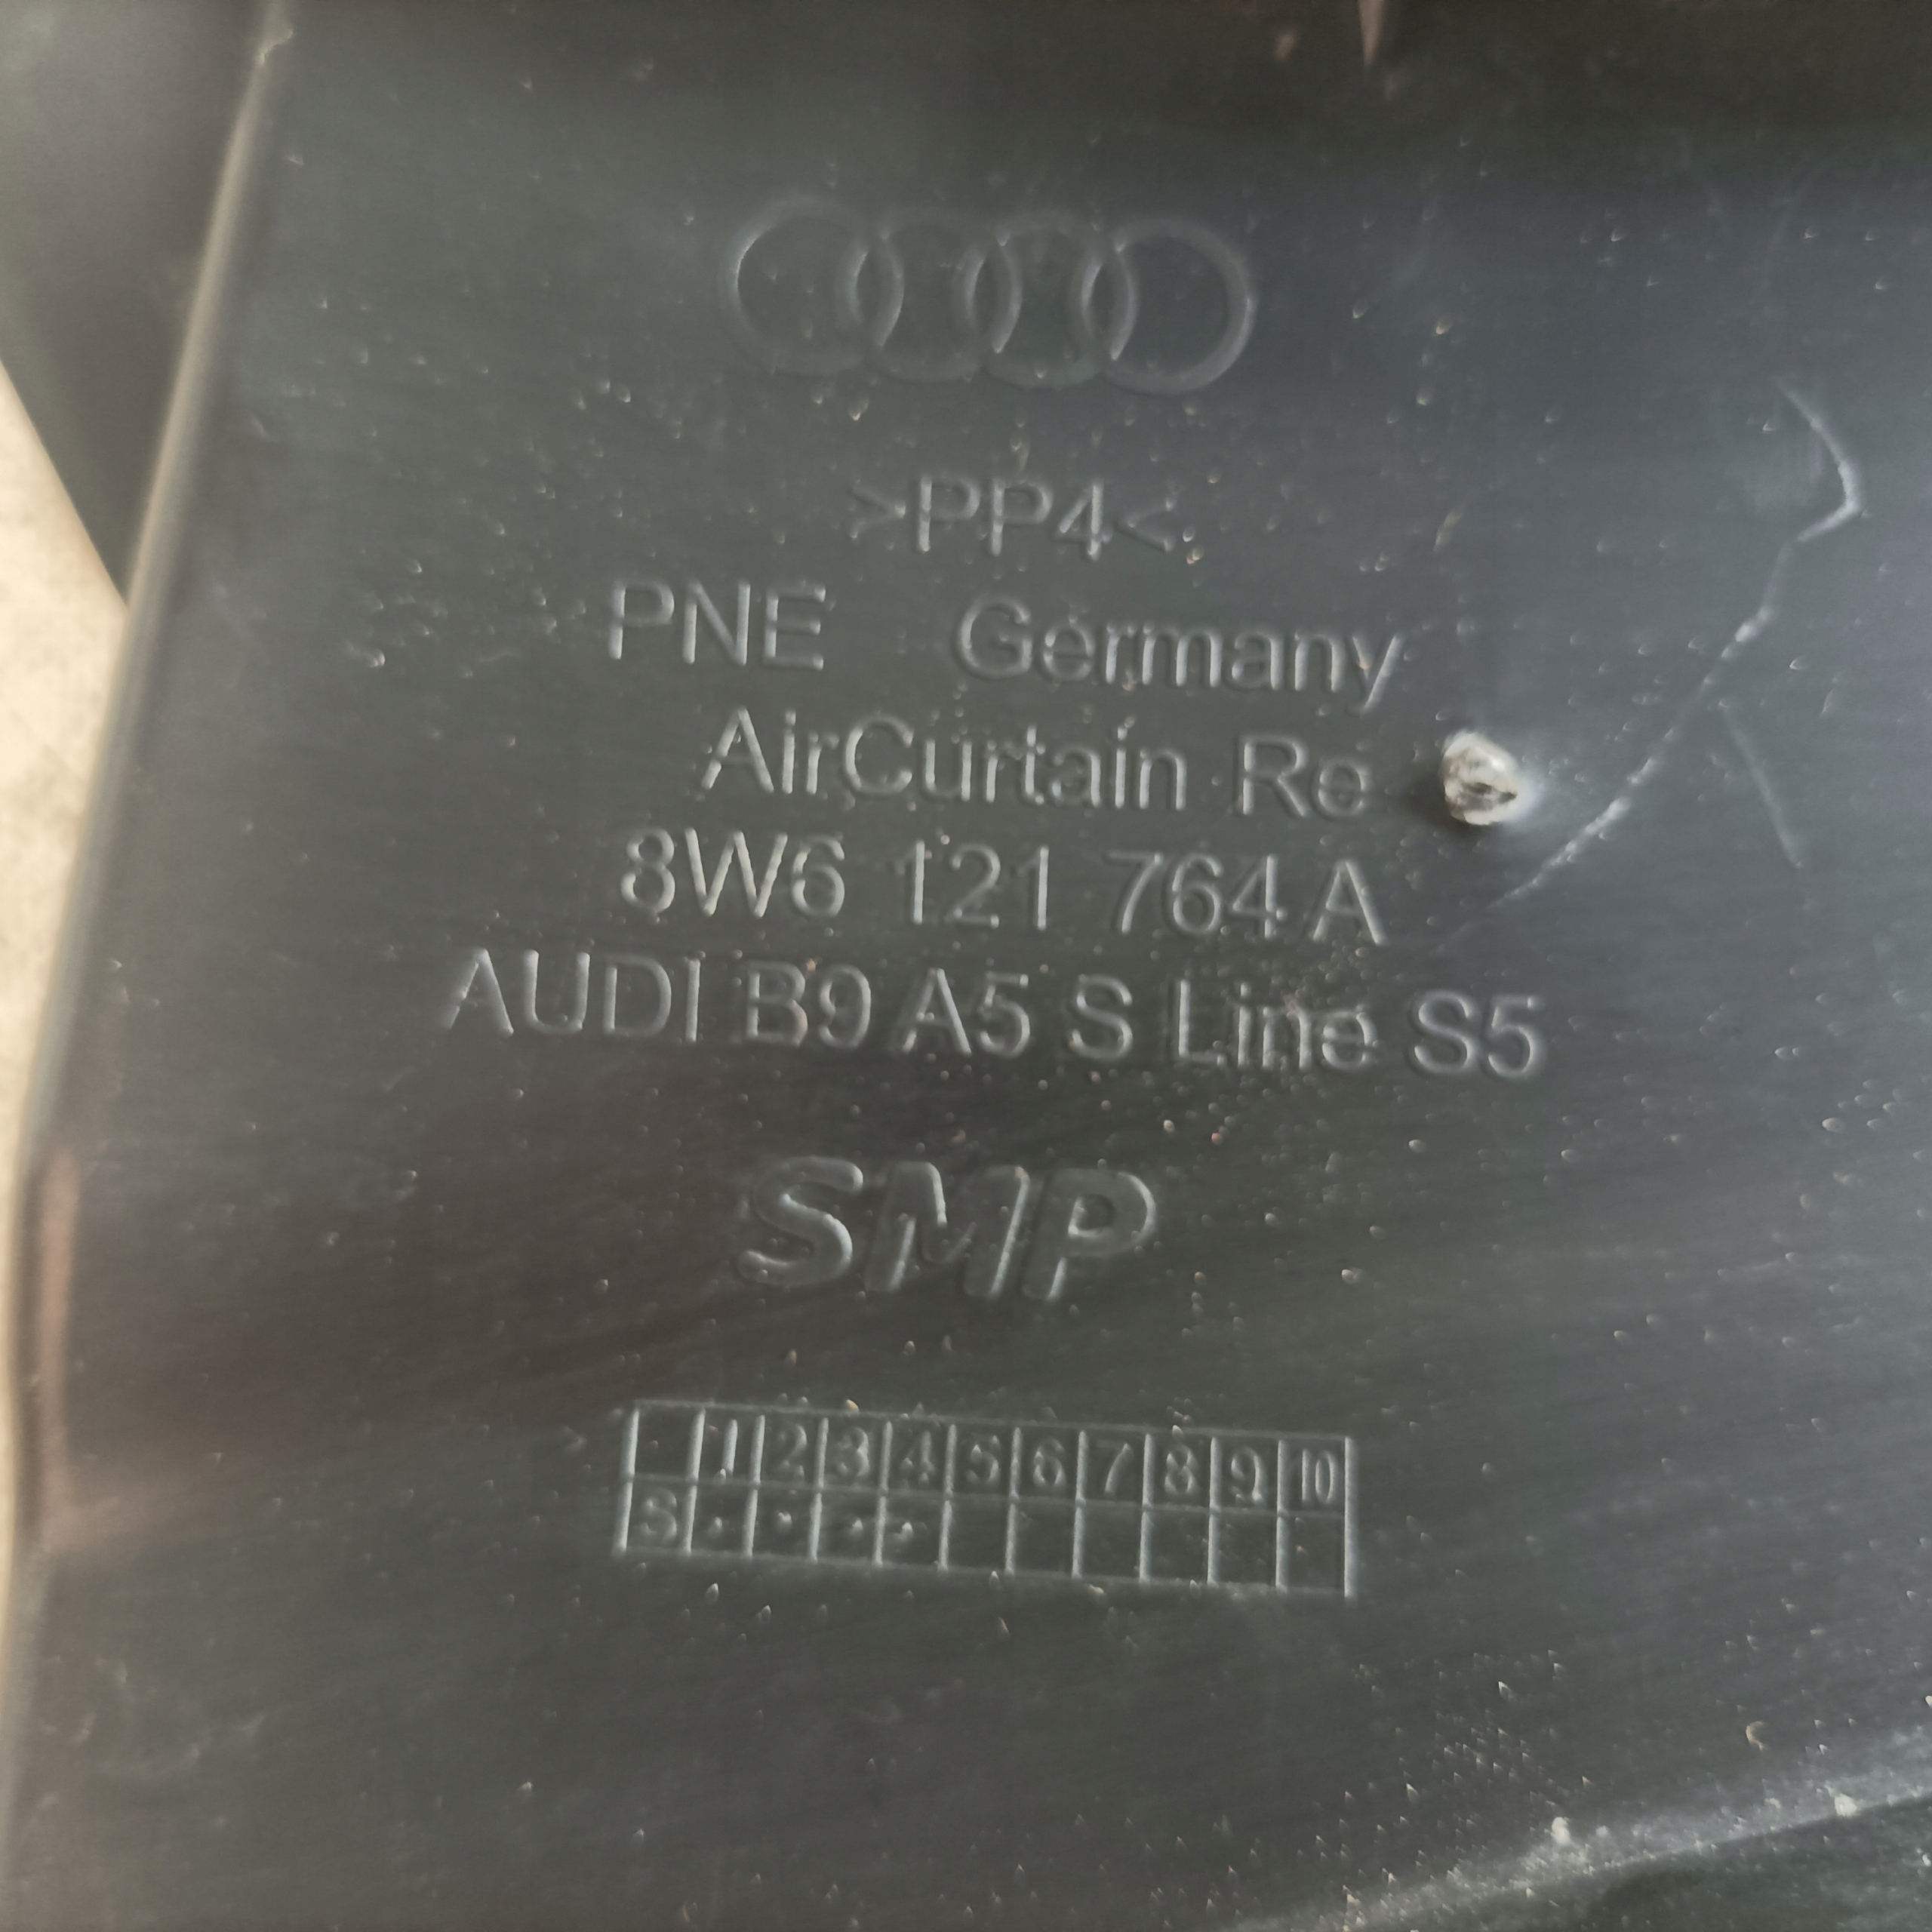 >PP4<
PNE Germany
AirCurtain Re
8W6 121 764 A
AUDI B9 A5 S Line S5
SMP
1 2 3 4 5 6 7 8 9 10
S